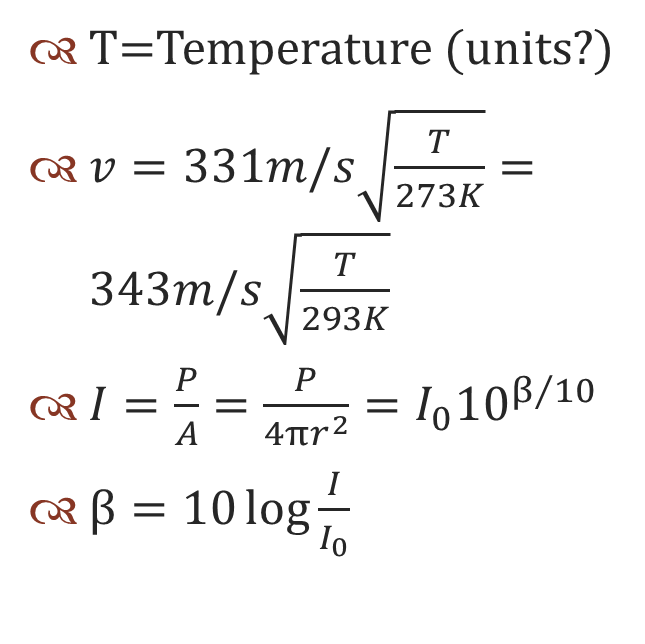 T=Temperature (units?)
v = 331m/s√(T/273K) =
343m/s√(T/293K)
I = P/A = P/4πr² = I₀10^β/10
β = 10 log I/I₀